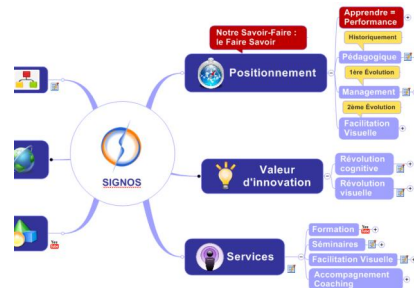 Notre Savoir-Faire :
le Faire Savoir
Positionnement
Apprendre =
Performance
Historiquement
Pédagogique
1ère Évolution
Management
2ème Évolution
Facilitation
Visuelle
SIGNOS
Valeur
d'innovation
Révolution
cognitive
Révolution
visuelle
Services
Formation
Séminaires
Facilitation Visuelle
Accompagnement
Coaching